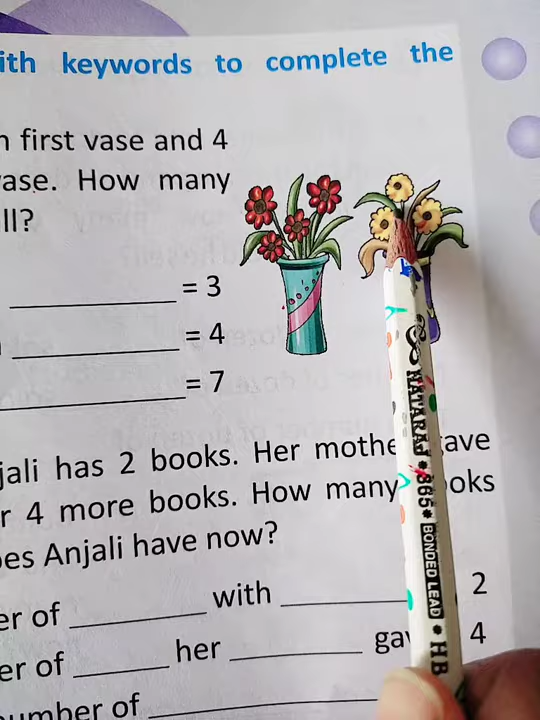 ith keywords to complete the
n first vase and 4
ase. How many
ll?
= 3
= 4
= 7
jali has 2 books. Her mothe ave
r 4 more books. How many oks
oes Anjali have now?
er of with 2
er of her ga 4
umber of
NATARAJ * 865 * BONDED LEAD * HB